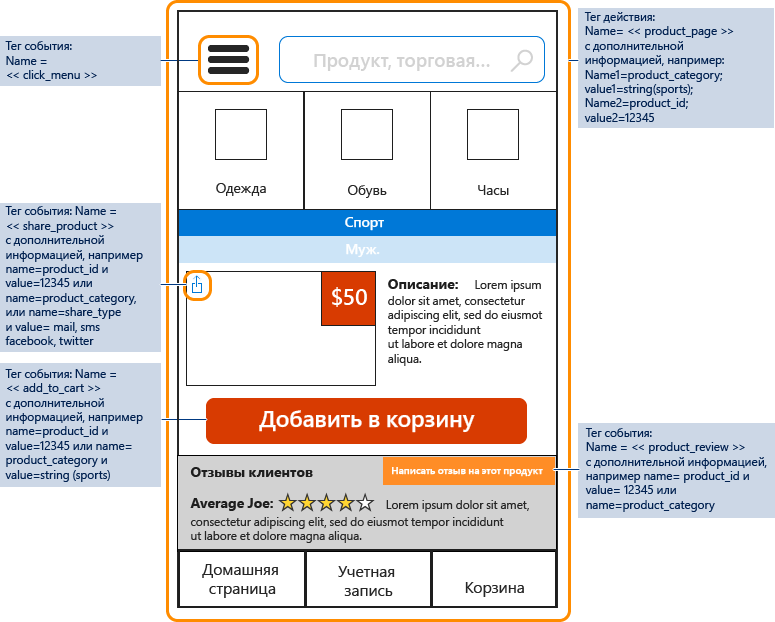 Тег события:
Name =
<< click_menu >>
Продукт, торговая...
Тег действия:
Name= << product_page >>
с дополнительной
информацией, например:
Name1=product_category;
value1=string(sports);
Name2=product_id;
value2=12345
Одежда
Обувь
Часы
Спорт
Муж.
Тег события: Name =
<< share_product >>
с дополнительной
информацией, например
name=product_id и
value=12345 или
name=product_category,
или name=share_type
и value= mail, sms
facebook, twitter
$50
Описание: Lorem ipsum
dolor sit amet, consectetur
adipiscing elit, sed do eiusmot
tempor incididunt
ut labore et dolore magna
aliqua.
Тег события: Name =
<< add_to_cart >>
с дополнительной
информацией, например
name=product_id и
value=12345 или name=
product_category и
value=string (sports)
Добавить в корзину
Отзывы клиентов
Написать отзыв на этот продукт
Average Joe: Lorem ipsum dolor sit amet,
consectetur adipiscing elit, sed do eiusmot tempor incididunt
ut labore et dolore magna aliqua.
Тег события:
Name = << product_review >>
с дополнительной информацией,
например name= product_id и
value= 12345 или
name=product_category
Домашняя
страница
Учетная
запись
Корзина